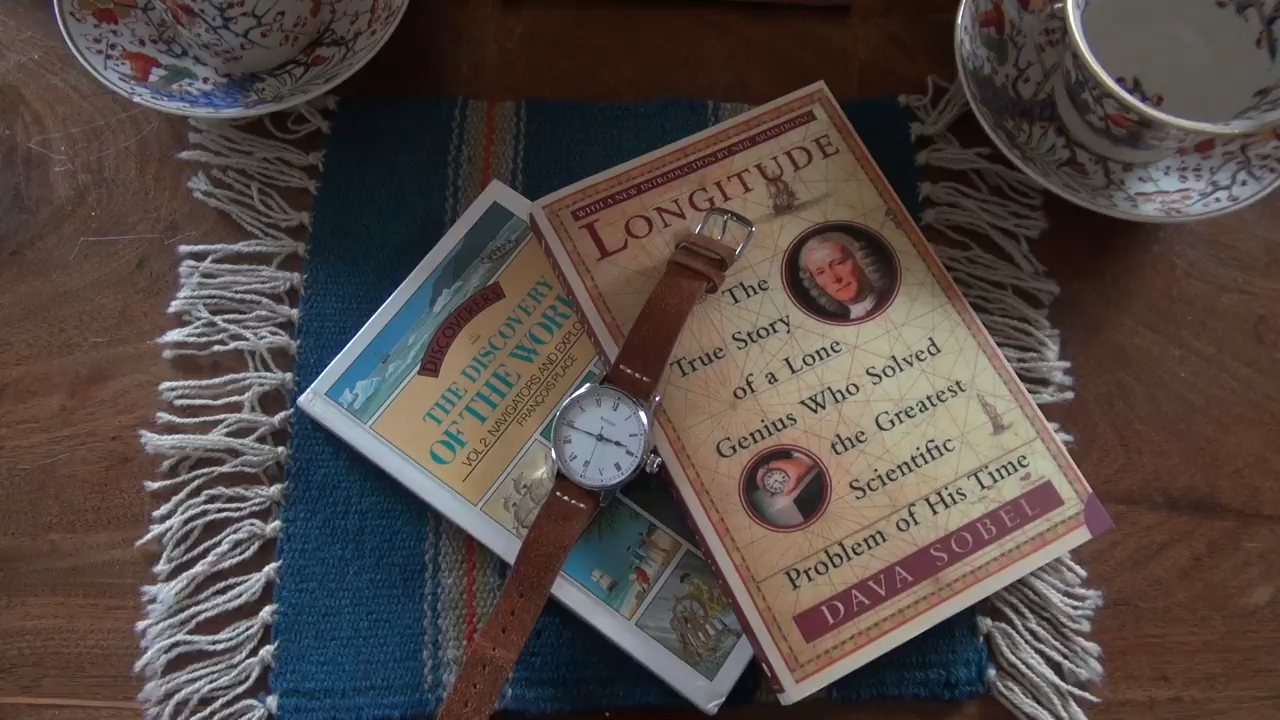 DISCOVERERS
THE DISCOVERY
OF THE WORL
VOL 2: NAVIGATORS AND EXPLO
FRANÇOIS PLACE
WITH A NEW INTRODUCTION BY NEIL ARMSTRONG
LONGITUDE
The
True Story
of a Lone
Genius Who Solved
the Greatest
Scientific
Problem of His Time
DAVA SOBEL